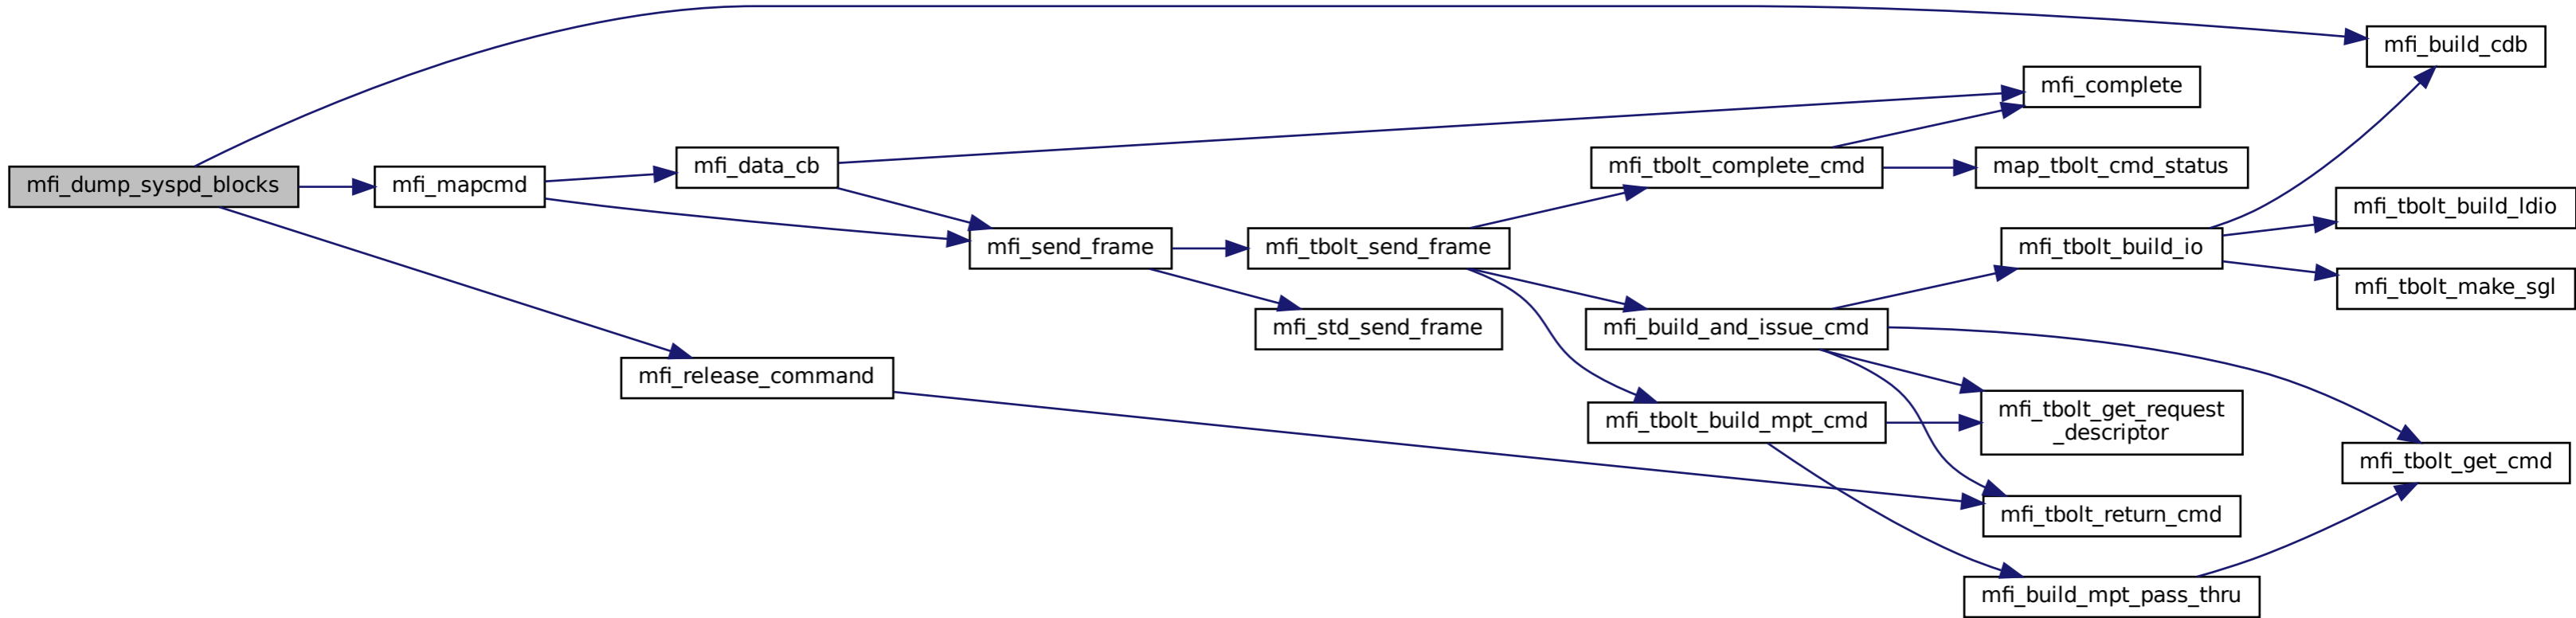 mfi_dump_syspd_blocks
mfi_mapcmd
mfi_release_command
mfi_data_cb
mfi_send_frame
mfi_tbolt_send_frame
mfi_std_send_frame
mfi_tbolt_complete_cmd
mfi_build_and_issue_cmd
mfi_tbolt_build_mpt_cmd
mfi_complete
map_tbolt_cmd_status
mfi_tbolt_build_io
mfi_tbolt_get_request
_descriptor
mfi_tbolt_return_cmd
mfi_build_mpt_pass_thru
mfi_build_cdb
mfi_tbolt_build_ldio
mfi_tbolt_make_sgl
mfi_tbolt_get_cmd